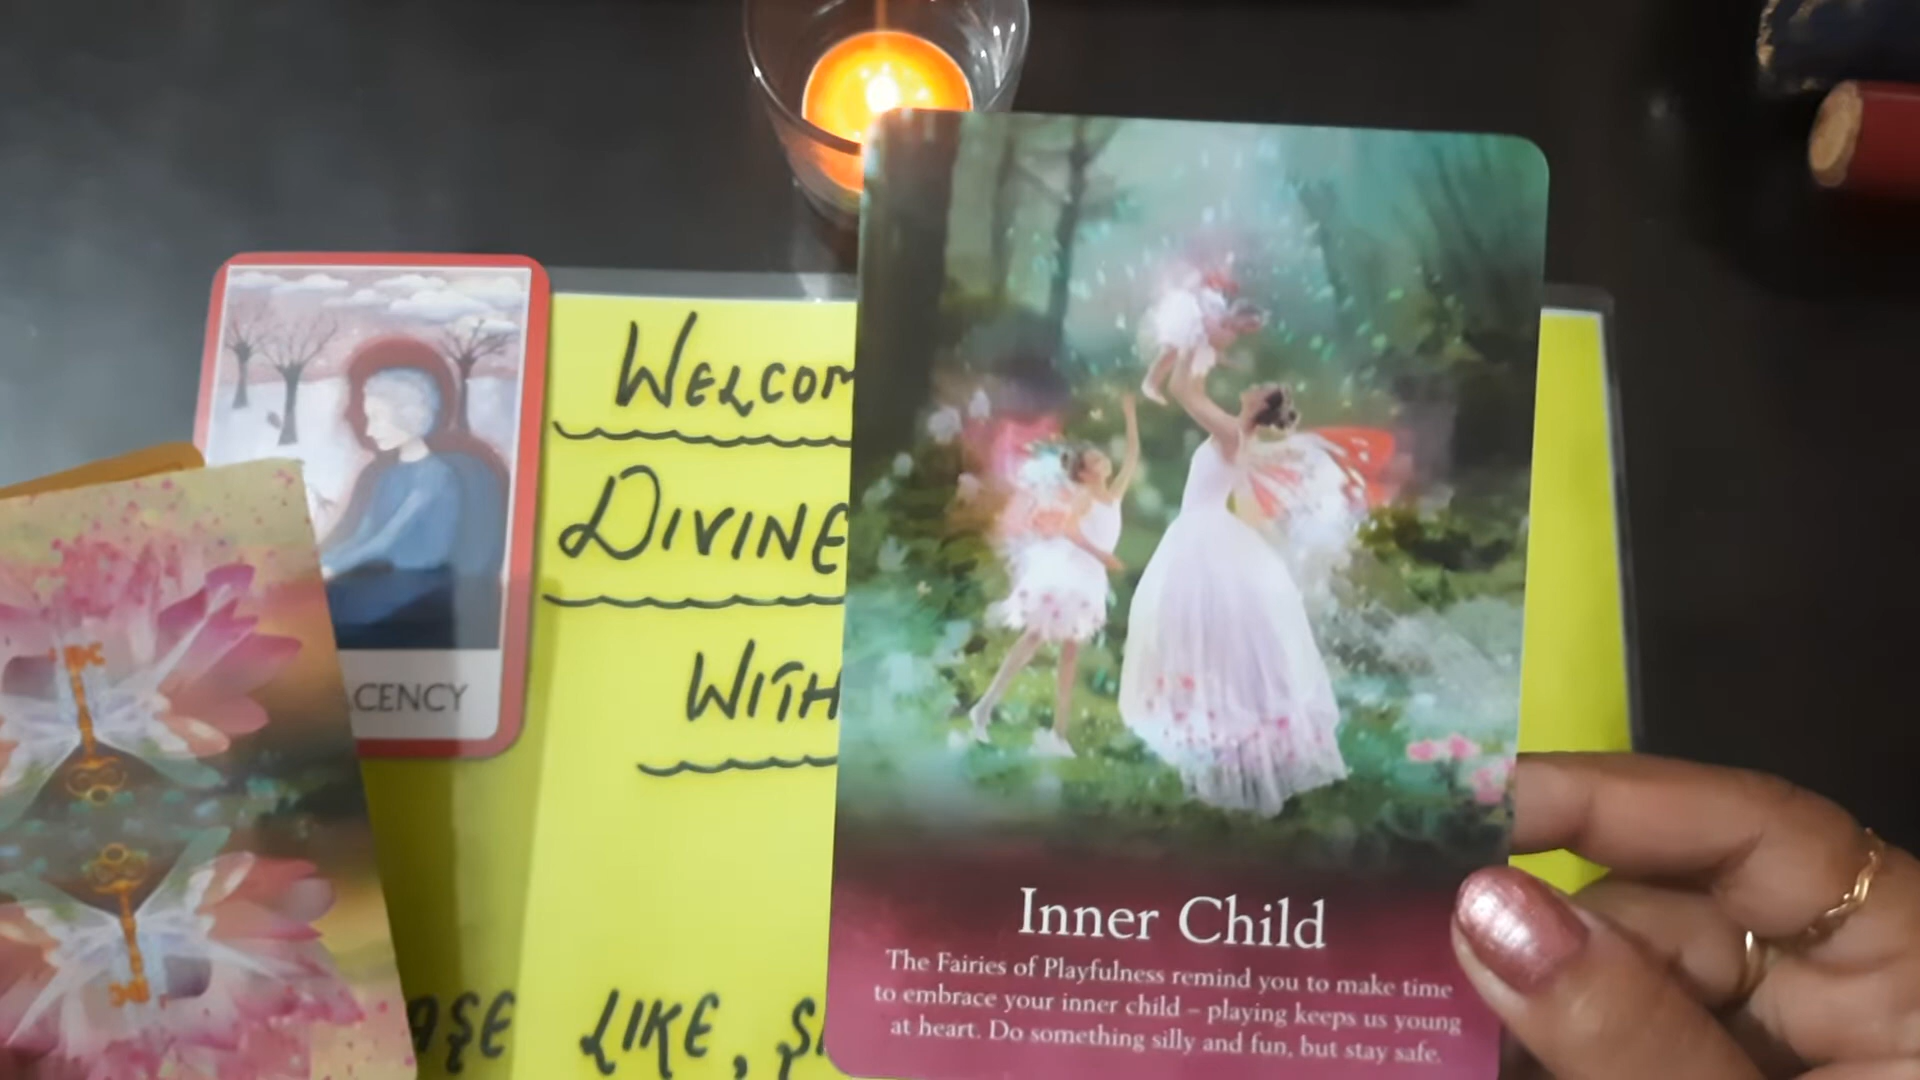 WELCOM
DIVINE
WITH
ACENCY
ASE LIKE, S
Inner Child
The Fairies of Playfulness remind you to make time
to embrace your inner child – playing keeps us young
at heart. Do something silly and fun, but stay safe.